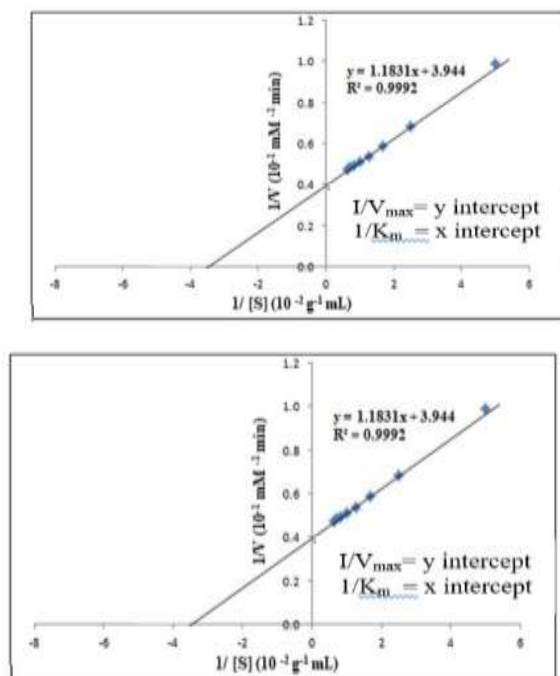 1.2
1.0
0.8
0.6
0.4
0.2
0.0
1/V (10⁻² mM⁻² min)
y = 1.1831x + 3.944
R² = 0.9992
I/Vmax= y intercept
1/Km = x intercept
-8 -6 -4 -2 0 2 4 6
1/ [S] (10⁻² g⁻¹ mL)
1.2
1.0
0.8
0.6
0.4
0.2
0.0
1/V (10⁻² mM⁻² min)
y = 1.1831x + 3.944
R² = 0.9992
I/Vmax= y intercept
1/Km = x intercept
-8 -6 -4 -2 0 2 4 6
1/ [S] (10⁻² g⁻¹ mL)